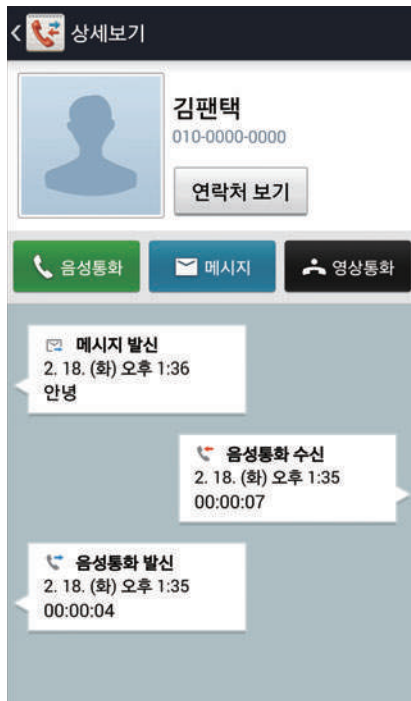 상세보기
김팬택
010-0000-0000
연락처 보기
음성통화
메시지
영상통화
메시지 발신
2. 18. (화) 오후 1:36
안녕
음성통화 수신
2. 18. (화) 오후 1:35
00:00:07
음성통화 발신
2. 18. (화) 오후 1:35
00:00:04